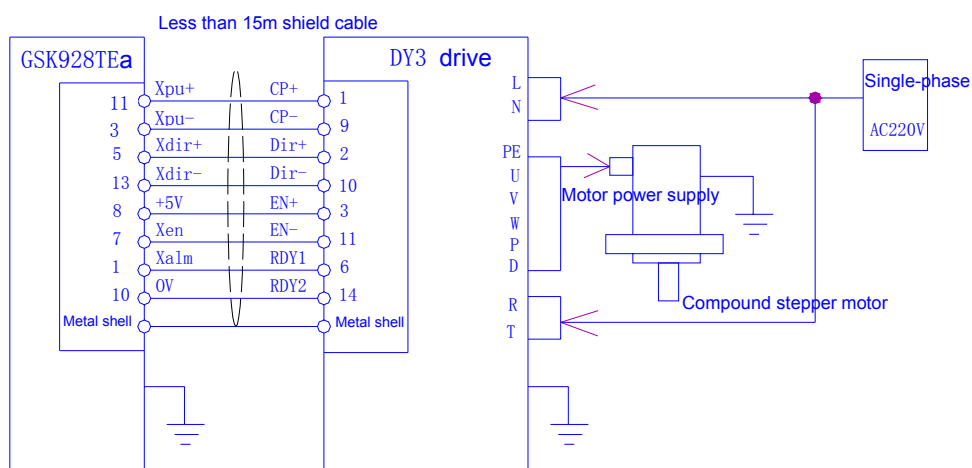 Less than 15m shield cable
GSK928TEa
DY3 drive
11 Xpu+ CP+ 1
3 Xpu- CP- 9
5 Xdir+ Dir+ 2
13 Xdir- Dir- 10
8 +5V EN+ 3
7 Xen EN- 11
1 Xalm RDY1 6
10 0V RDY2 14
Metal shell Metal shell
L
N
PE
U
V
W
P
D
R
T
Single-phase
AC220V
Motor power supply
Compound stepper motor